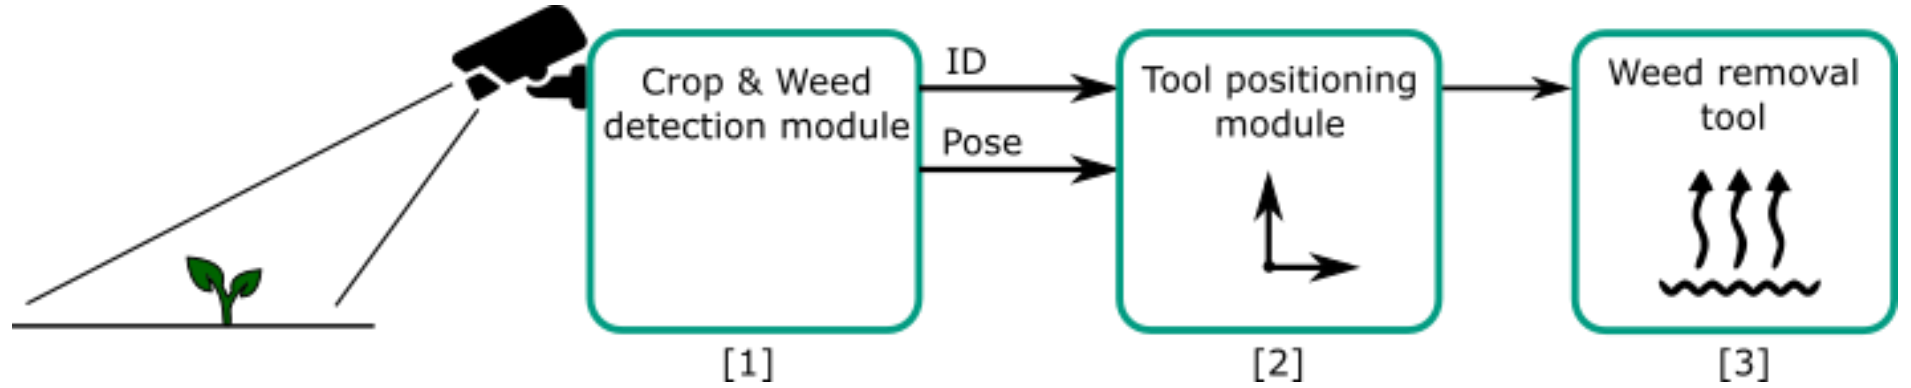 Crop & Weed
detection module
ID
Pose
Tool positioning
module
Weed removal
tool
[1]
[2]
[3]